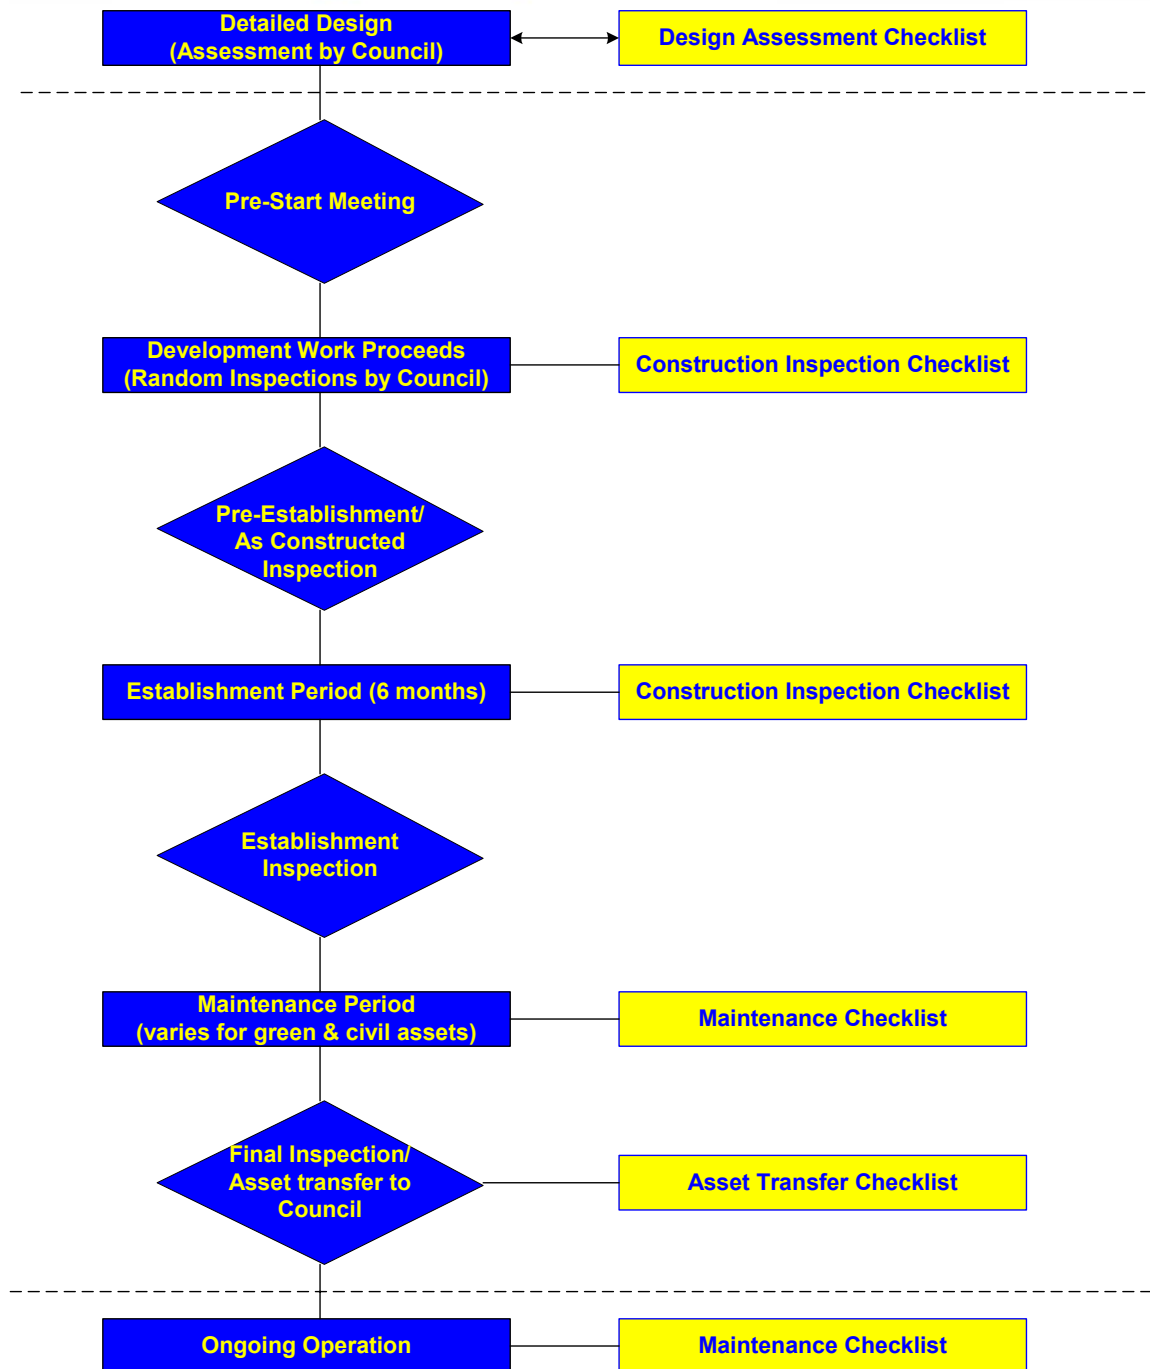 Detailed Design
(Assessment by Council)
Design Assessment Checklist
Pre-Start Meeting
Development Work Proceeds
(Random Inspections by Council)
Construction Inspection Checklist
Pre-Establishment/
As Constructed
Inspection
Establishment Period (6 months)
Construction Inspection Checklist
Establishment
Inspection
Maintenance Period
(varies for green & civil assets)
Maintenance Checklist
Final Inspection/
Asset transfer to
Council
Asset Transfer Checklist
Ongoing Operation
Maintenance Checklist